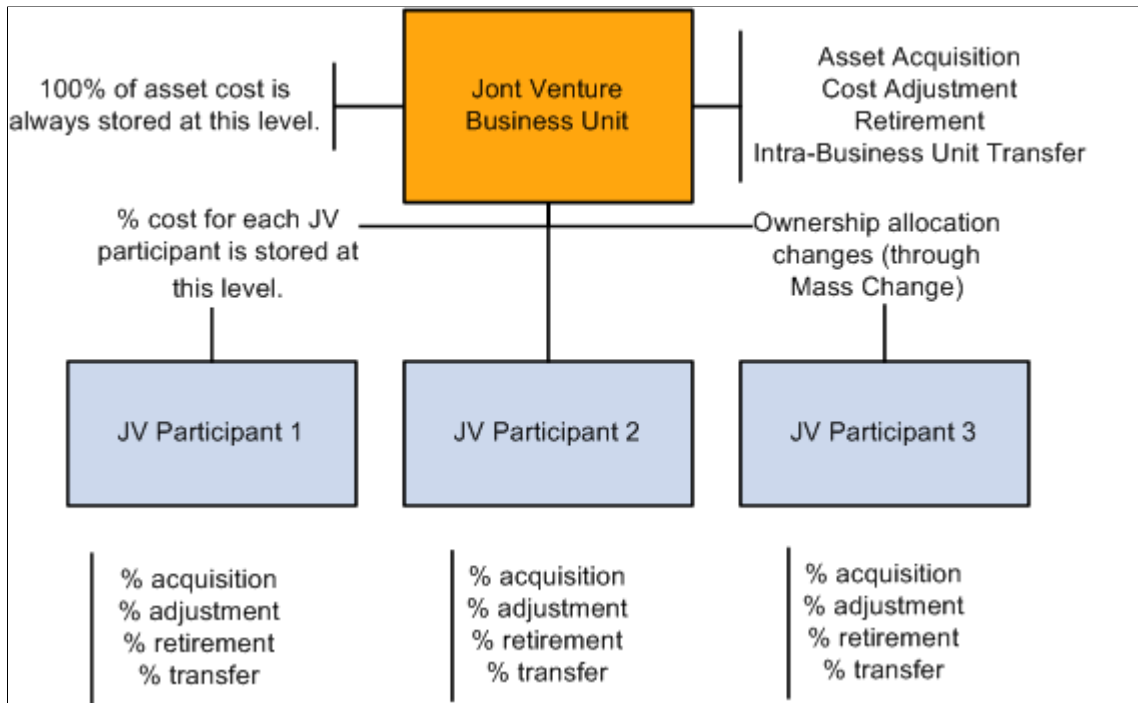 100% of asset cost is
always stored at this level.
Jont Venture
Business Unit
Asset Acquisition
Cost Adjustment
Retirement
Intra-Business Unit Transfer
% cost for each JV
participant is stored at
this level.
Ownership allocation
changes (through
Mass Change)
JV Participant 1
JV Participant 2
JV Participant 3
% acquisition
% adjustment
% retirement
% transfer
% acquisition
% adjustment
% retirement
% transfer
% acquisition
% adjustment
% retirement
% transfer